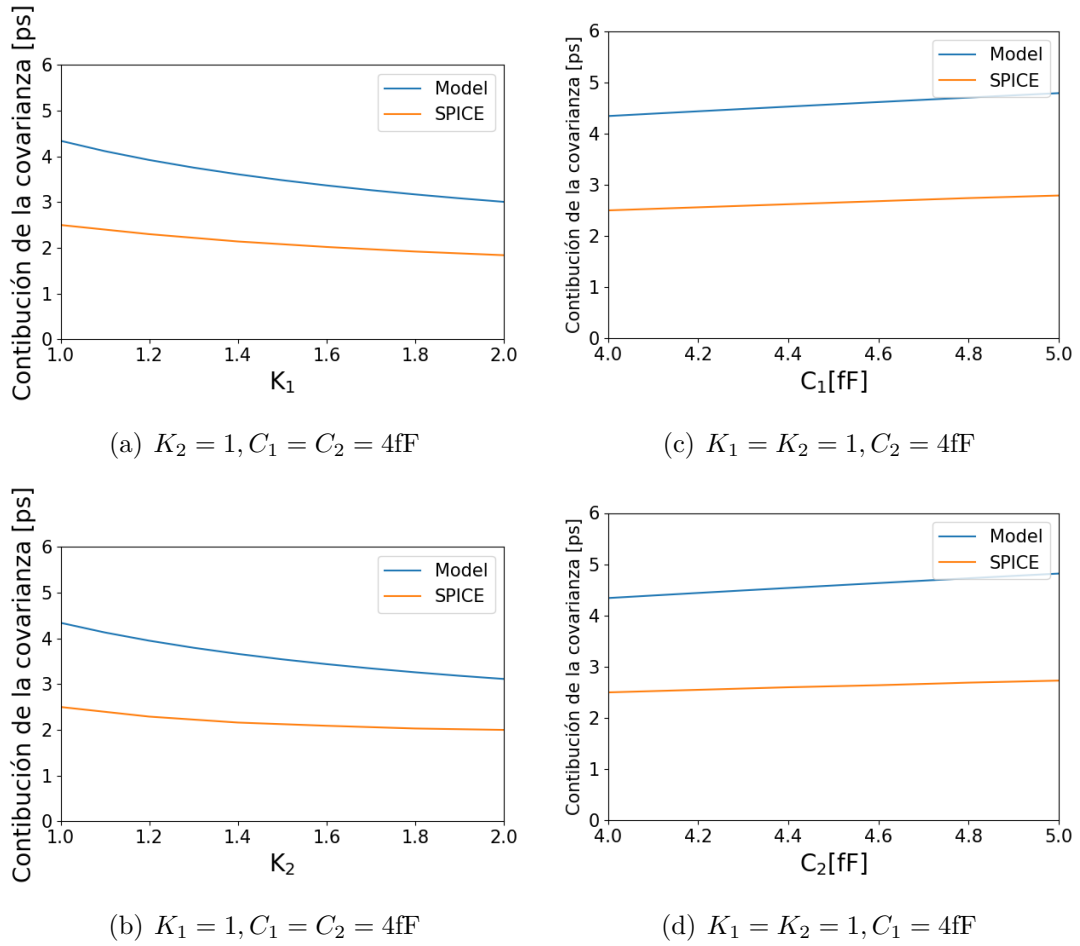 Contibución de la covarianza [ps]
6
5
4
3
2
1
0
Model
SPICE
1.0 1.2 1.4 1.6 1.8 2.0
K₁
(a) K₂ = 1, C₁ = C₂ = 4fF
Contibución de la covarianza [ps]
6
5
4
3
2
1
0
Model
SPICE
4.0 4.2 4.4 4.6 4.8 5.0
C₁[fF]
(c) K₁ = K₂ = 1, C₂ = 4fF
Contibución de la covarianza [ps]
6
5
4
3
2
1
0
Model
SPICE
1.0 1.2 1.4 1.6 1.8 2.0
K₂
(b) K₁ = 1, C₁ = C₂ = 4fF
Contibución de la covarianza [ps]
6
5
4
3
2
1
0
Model
SPICE
4.0 4.2 4.4 4.6 4.8 5.0
C₂[fF]
(d) K₁ = K₂ = 1, C₁ = 4fF